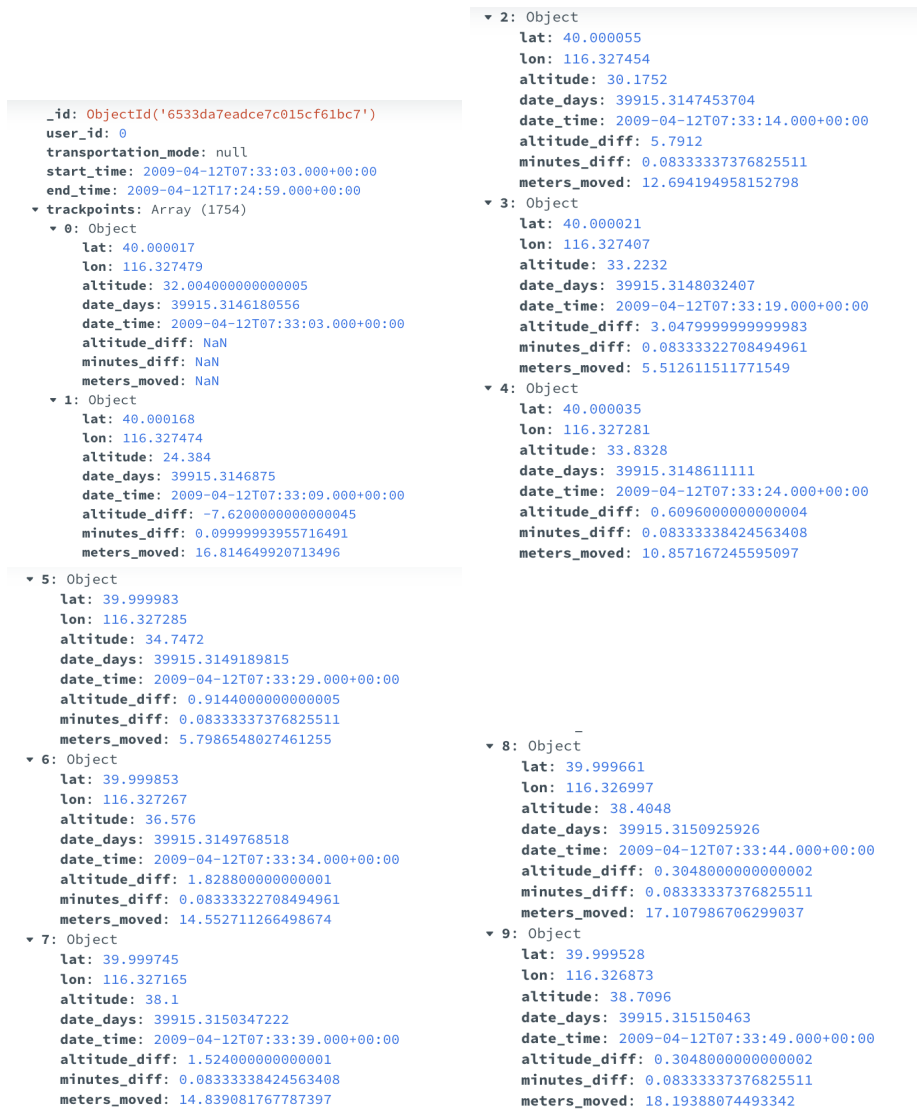 _id: ObjectId('6533da7eadce7c015cf61bc7')
user_id: 0
transportation_mode: null
start_time: 2009-04-12T07:33:03.000+00:00
end_time: 2009-04-12T17:24:59.000+00:00
trackpoints: Array (1754)
0: Object
lat: 40.000017
lon: 116.327479
altitude: 32.004000000000005
date_days: 39915.3146180556
date_time: 2009-04-12T07:33:03.000+00:00
altitude_diff: NaN
minutes_diff: NaN
meters_moved: NaN
1: Object
lat: 40.000168
lon: 116.327474
altitude: 24.384
date_days: 39915.3146875
date_time: 2009-04-12T07:33:09.000+00:00
altitude_diff: -7.6200000000000045
minutes_diff: 0.09999993955716491
meters_moved: 16.814649920713496
2: Object
lat: 40.000055
lon: 116.327454
altitude: 30.1752
date_days: 39915.3147453704
date_time: 2009-04-12T07:33:14.000+00:00
altitude_diff: 5.7912
minutes_diff: 0.08333337376825511
meters_moved: 12.694194958152798
3: Object
lat: 40.000021
lon: 116.327407
altitude: 33.2232
date_days: 39915.3148032407
date_time: 2009-04-12T07:33:19.000+00:00
altitude_diff: 3.0479999999999983
minutes_diff: 0.08333322708494961
meters_moved: 5.512611511771549
4: Object
lat: 40.000035
lon: 116.327281
altitude: 33.8328
date_days: 39915.3148611111
date_time: 2009-04-12T07:33:24.000+00:00
altitude_diff: 0.6096000000000004
minutes_diff: 0.08333338424563408
meters_moved: 10.857167245595097
5: Object
lat: 39.999983
lon: 116.327285
altitude: 34.7472
date_days: 39915.3149189815
date_time: 2009-04-12T07:33:29.000+00:00
altitude_diff: 0.9144000000000005
minutes_diff: 0.08333337376825511
meters_moved: 5.7986548027461255
6: Object
lat: 39.999853
lon: 116.327267
altitude: 36.576
date_days: 39915.3149768518
date_time: 2009-04-12T07:33:34.000+00:00
altitude_diff: 1.828800000000001
minutes_diff: 0.08333322708494961
meters_moved: 14.552711266498674
7: Object
lat: 39.999745
lon: 116.327165
altitude: 38.1
date_days: 39915.3150347222
date_time: 2009-04-12T07:33:39.000+00:00
altitude_diff: 1.524000000000001
minutes_diff: 0.08333338424563408
meters_moved: 14.839081767787397
8: Object
lat: 39.999661
lon: 116.326997
altitude: 38.4048
date_days: 39915.3150925926
date_time: 2009-04-12T07:33:44.000+00:00
altitude_diff: 0.3048000000000002
minutes_diff: 0.08333337376825511
meters_moved: 17.107986706299037
9: Object
lat: 39.999528
lon: 116.326873
altitude: 38.7096
date_days: 39915.315150463
date_time: 2009-04-12T07:33:49.000+00:00
altitude_diff: 0.3048000000000002
minutes_diff: 0.08333337376825511
meters_moved: 18.19388074493342